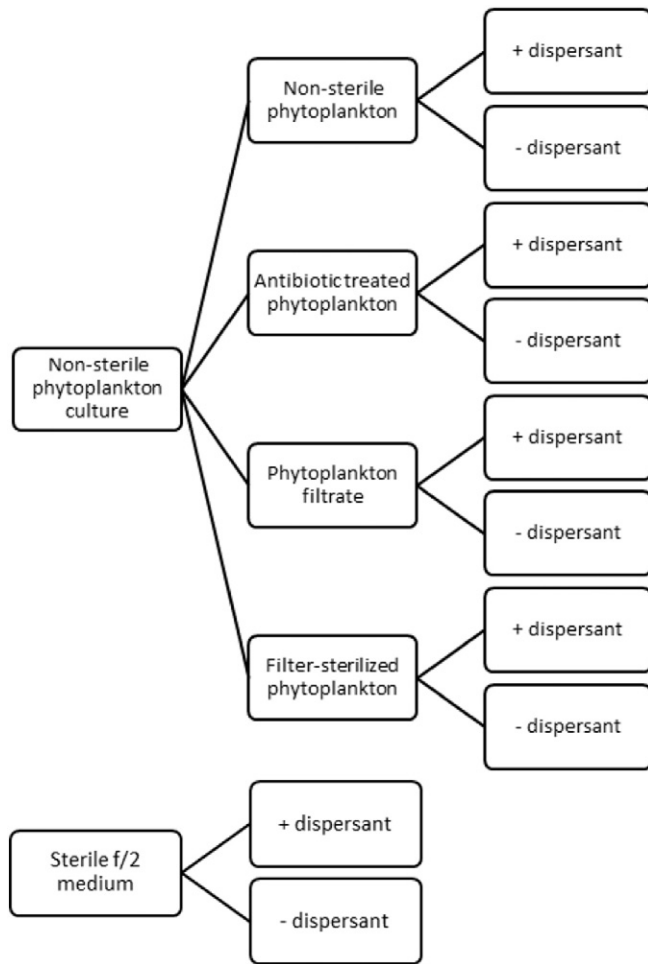 Non-sterile
phytoplankton
culture
Non-sterile
phytoplankton
+ dispersant
- dispersant
Antibiotic treated
phytoplankton
+ dispersant
- dispersant
Phytoplankton
filtrate
+ dispersant
- dispersant
Filter-sterilized
phytoplankton
+ dispersant
- dispersant
Sterile f/2
medium
+ dispersant
- dispersant